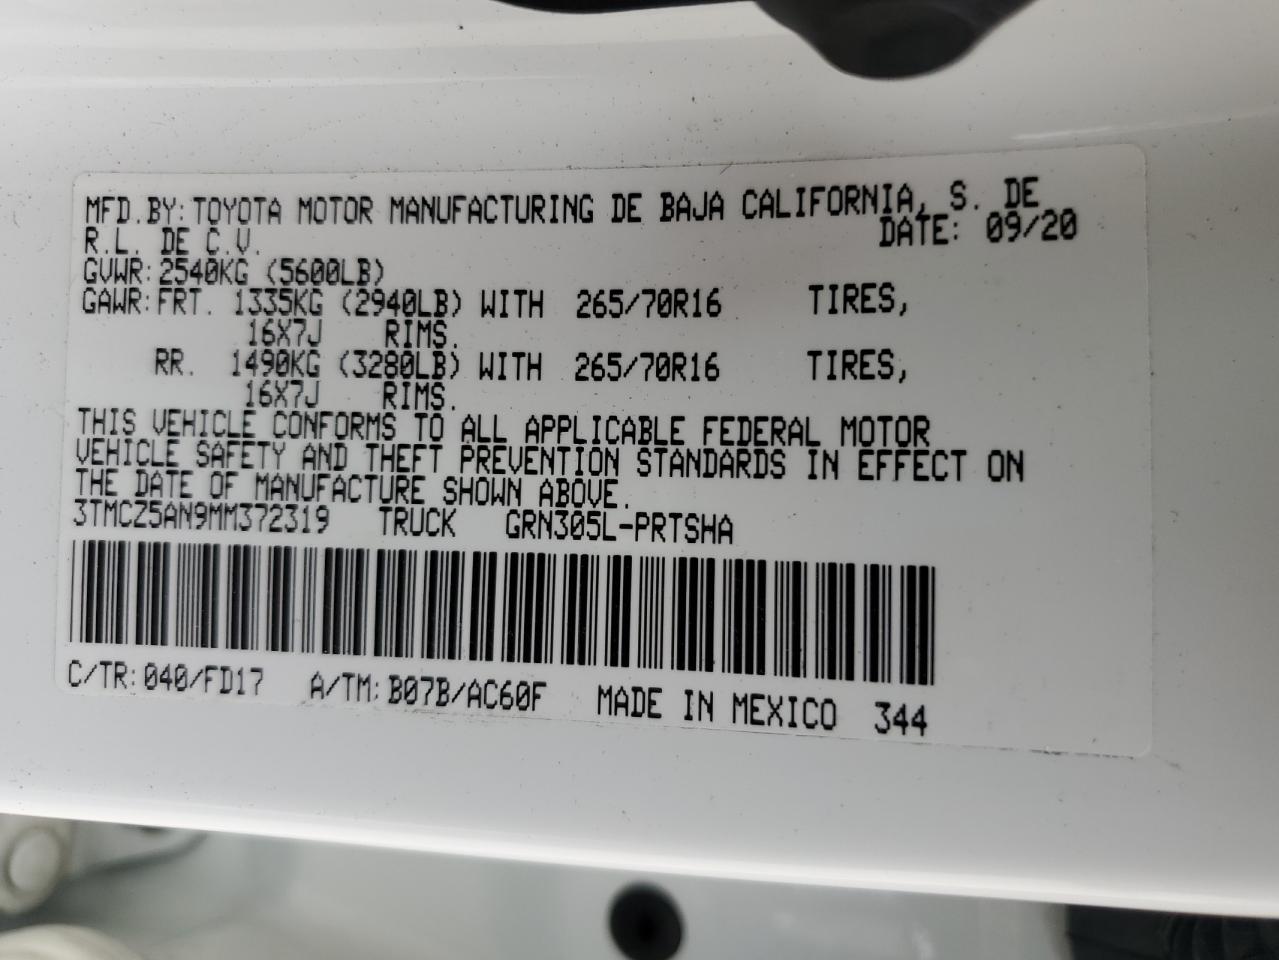 MFD.BY: TOYOTA MOTOR MANUFACTURING DE BAJA CALIFORNIA, S. DE
R.L. DE C.V. DATE: 09/20
GVWR: 2540KG (5600LB)
GAWR: FRT. 1335KG (2940LB) WITH 265/70R16 TIRES,
16X7J RIMS.
RR. 1490KG (3280LB) WITH 265/70R16 TIRES,
16X7J RIMS.
THIS VEHICLE CONFORMS TO ALL APPLICABLE FEDERAL MOTOR
VEHICLE SAFETY AND THEFT PREVENTION STANDARDS IN EFFECT ON
THE DATE OF MANUFACTURE SHOWN ABOVE.
3TMCZ5AN9MM372319 TRUCK GRN305L-PRTSHA
C/TR: 040/FD17 A/TM: B07B/AC60F MADE IN MEXICO 344